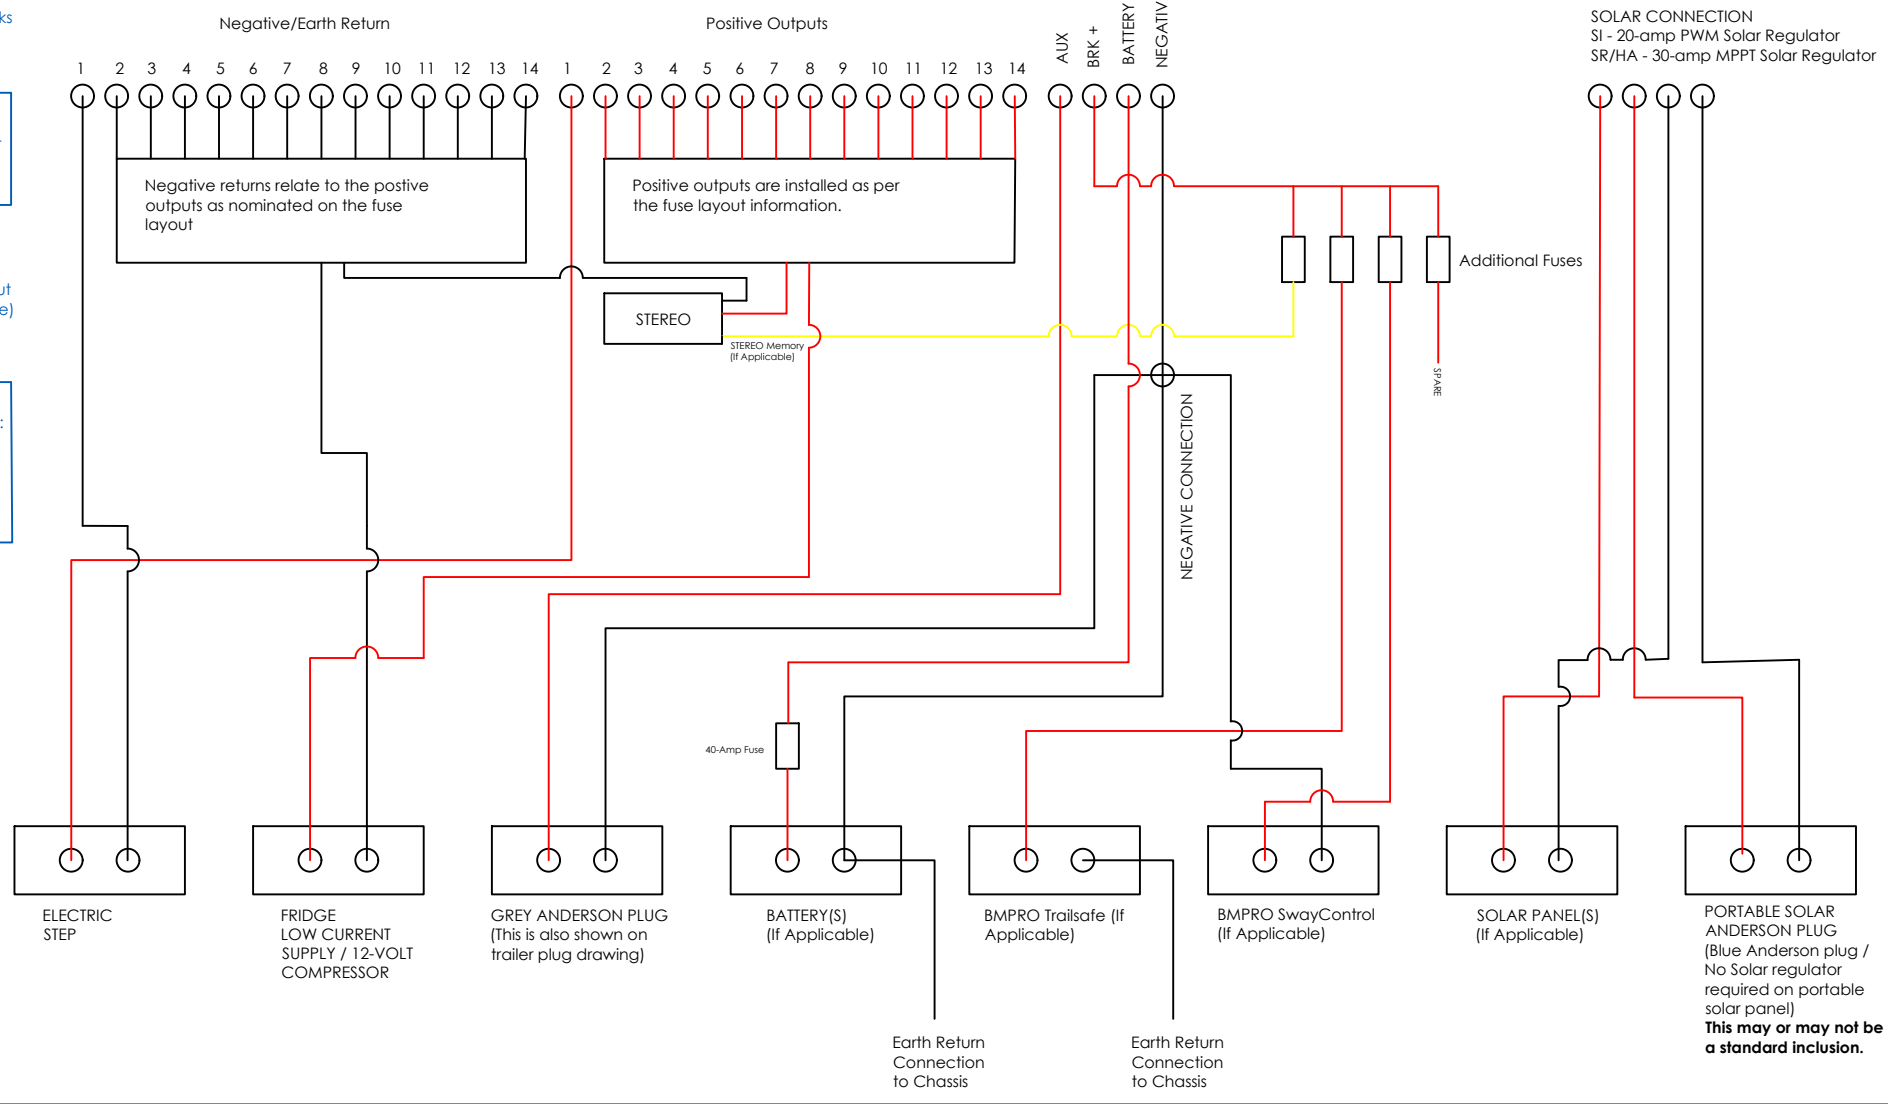 ks
Negative/Earth Return
Positive Outputs
AUX
BRK +
BATTERY
NEGATIV
SOLAR CONNECTION
SI - 20-amp PWM Solar Regulator
SR/HA - 30-amp MPPT Solar Regulator
1 2 3 4 5 6 7 8 9 10 11 12 13 14
1 2 3 4 5 6 7 8 9 10 11 12 13 14
Negative returns relate to the postive
outputs as nominated on the fuse
layout
Positive outputs are installed as per
the fuse layout information.
Additional Fuses
ut
e)
STEREO
STEREO Memory
(If Applicable)
SPARE
:
NEGATIVE CONNECTION
40-Amp Fuse
ELECTRIC
STEP
FRIDGE
LOW CURRENT
SUPPLY / 12-VOLT
COMPRESSOR
GREY ANDERSON PLUG
(This is also shown on
trailer plug drawing)
BATTERY(S)
(If Applicable)
BMPRO Trailsafe (If
Applicable)
BMPRO SwayControl
(If Applicable)
SOLAR PANEL(S)
(If Applicable)
PORTABLE SOLAR
ANDERSON PLUG
(Blue Anderson plug /
No Solar regulator
required on portable
solar panel)
This may or may not be
a standard inclusion.
Earth Return
Connection
to Chassis
Earth Return
Connection
to Chassis